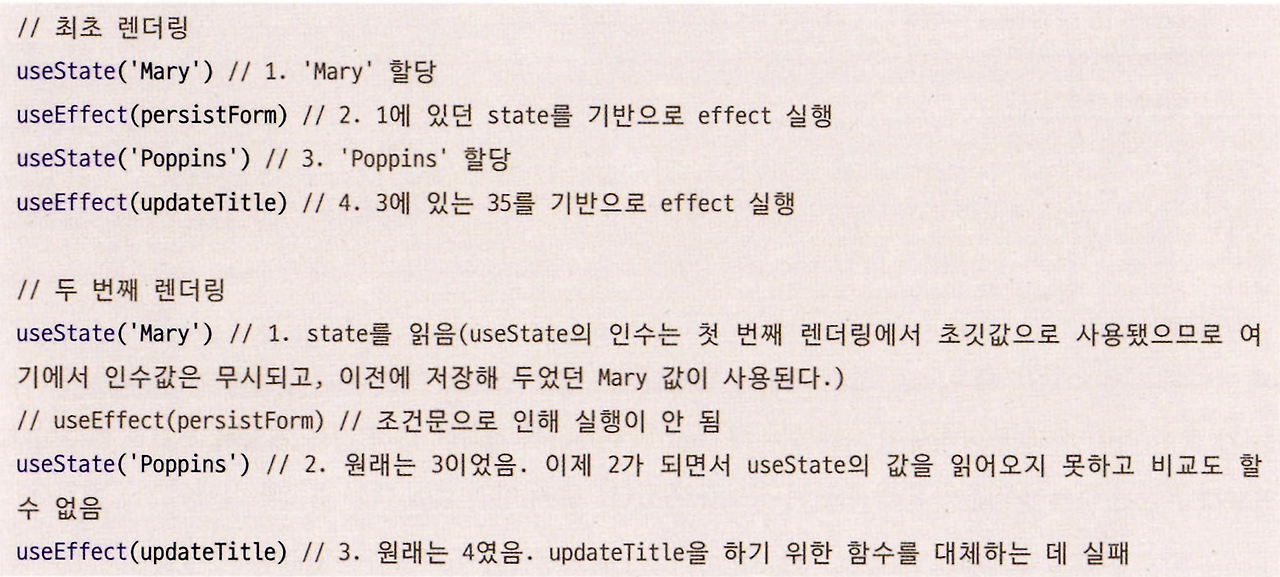 // 최초 렌더링
useState('Mary') // 1. 'Mary' 할당
useEffect(persistForm) // 2. 1에 있던 state를 기반으로 effect 실행
useState('Poppins') // 3. 'Poppins' 할당
useEffect(updateTitle) // 4. 3에 있는 35를 기반으로 effect 실행
// 두 번째 렌더링
useState('Mary') // 1. state를 읽음(useState의 인수는 첫 번째 렌더링에서 초깃값으로 사용됐으므로 여
기에서 인수값은 무시되고, 이전에 저장해 두었던 Mary 값이 사용된다.)
// useEffect(persistForm) // 조건문으로 인해 실행이 안 됨
useState('Poppins') // 2. 원래는 3이었음. 이제 2가 되면서 useState의 값을 읽어오지 못하고 비교도 할
수 없음
useEffect(updateTitle) // 3. 원래는 4였음. updateTitle을 하기 위한 함수를 대체하는 데 실패